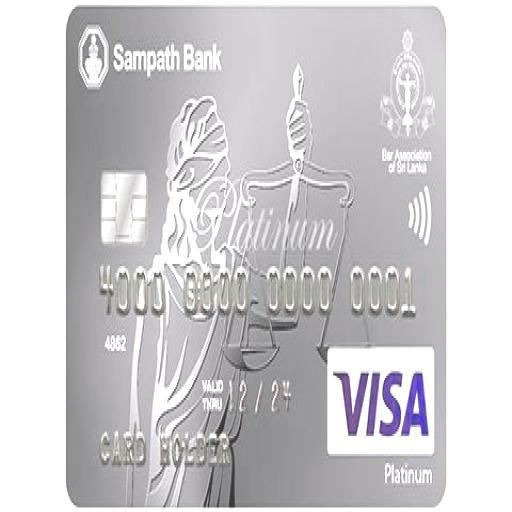 Sampath Bank
Bar Association
of Sri Lanka
Platinum
4000 0000 0000 0001
4862
VALID
THRU 12/24
VISA
CARD HOLDER
Platinum